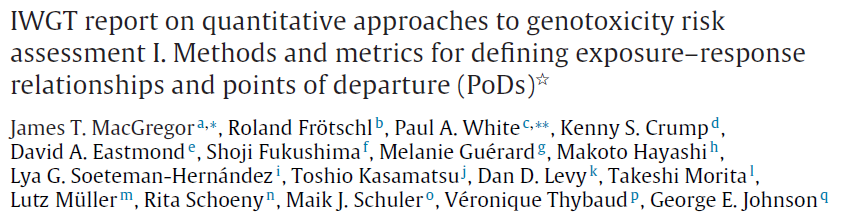 IWGT report on quantitative approaches to genotoxicity risk
assessment I. Methods and metrics for defining exposure–response
relationships and points of departure (PoDs)☆
James T. MacGregor a,*, Roland Frötschl b, Paul A. White c,**, Kenny S. Crump d,
David A. Eastmond e, Shoji Fukushima f, Melanie Guérard g, Makoto Hayashi h,
Lya G. Soeteman-Hernández i, Toshio Kasamatsu j, Dan D. Levy k, Takeshi Morita l,
Lutz Müller m, Rita Schoeny n, Maik J. Schuler o, Véronique Thybaud p, George E. Johnson q